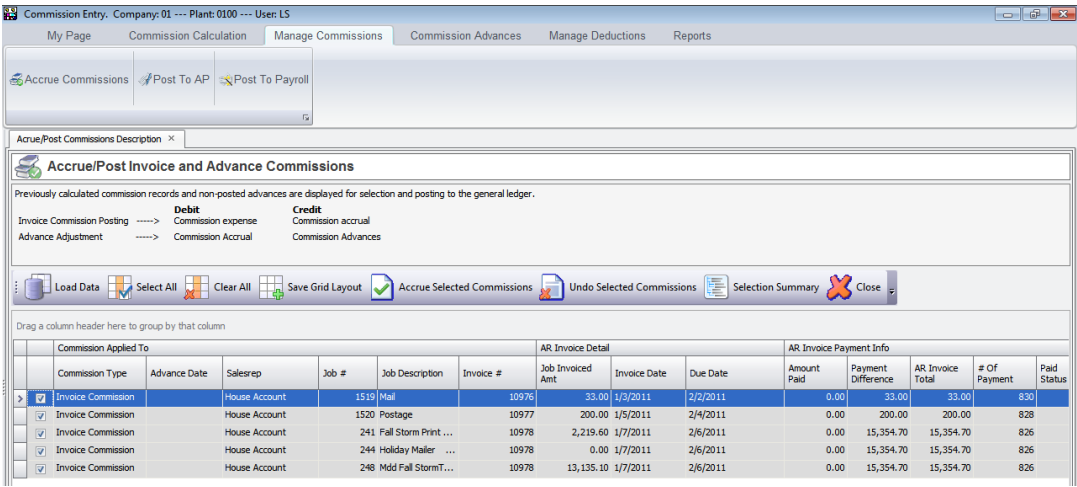 Commission Entry. Company: 01 --- Plant: 0100 --- User: LS
My Page Commission Calculation Manage Commissions Commission Advances Manage Deductions Reports
Accrue Commissions Post To AP Post To Payroll
Acrue/Post Commissions Description ×
Accrue/Post Invoice and Advance Commissions
Previously calculated commission records and non-posted advances are displayed for selection and posting to the general ledger.
Debit Credit
Invoice Commission Posting -----> Commission expense Commission accrual
Advance Adjustment -----> Commission Accrual Commission Advances
Load Data Select All Clear All Save Grid Layout Accrue Selected Commissions Undo Selected Commissions Selection Summary Close
Drag a column header here to group by that column
Commission Applied To AR Invoice Detail AR Invoice Payment Info
Commission Type Advance Date Salesrep Job # Job Description Invoice # Job Invoiced Amt Invoice Date Due Date Amount Paid Payment Difference AR Invoice Total # Of Payment Paid Status
Invoice Commission House Account 1519 Mail 10976 33.00 1/3/2011 2/2/2011 0.00 33.00 33.00 830
Invoice Commission House Account 1520 Postage 10977 200.00 1/5/2011 2/4/2011 0.00 200.00 200.00 828
Invoice Commission House Account 241 Fall Storm Print ... 10978 2,219.60 1/7/2011 2/6/2011 0.00 15,354.70 15,354.70 826
Invoice Commission House Account 244 Holiday Mailer ... 10978 0.00 1/7/2011 2/6/2011 0.00 15,354.70 15,354.70 826
Invoice Commission House Account 248 Mdd Fall StormT... 10978 13,135.10 1/7/2011 2/6/2011 0.00 15,354.70 15,354.70 826